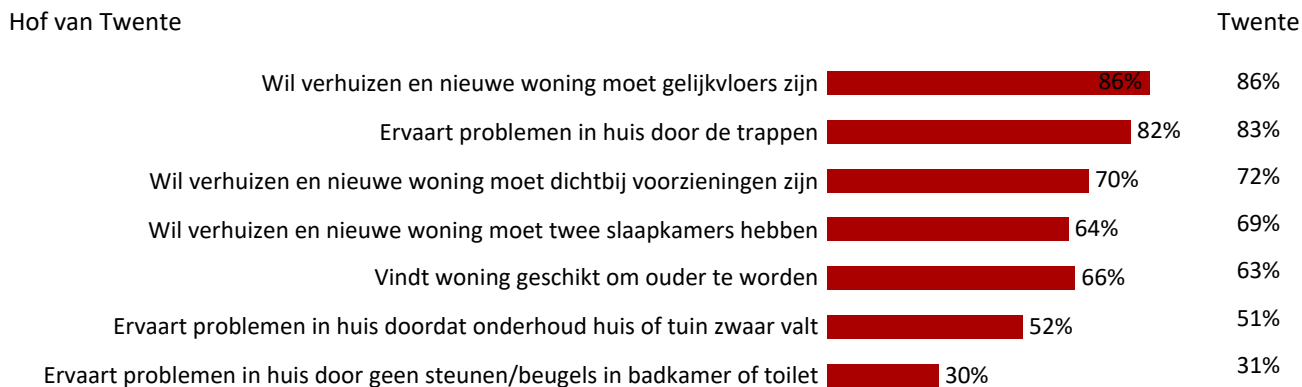 Hof van Twente Twente
Wil verhuizen en nieuwe woning moet gelijkvloers zijn 86% 86%
Ervaart problemen in huis door de trappen 82% 83%
Wil verhuizen en nieuwe woning moet dichtbij voorzieningen zijn 70% 72%
Wil verhuizen en nieuwe woning moet twee slaapkamers hebben 64% 69%
Vindt woning geschikt om ouder te worden 66% 63%
Ervaart problemen in huis doordat onderhoud huis of tuin zwaar valt 52% 51%
Ervaart problemen in huis door geen steunen/beugels in badkamer of toilet 30% 31%